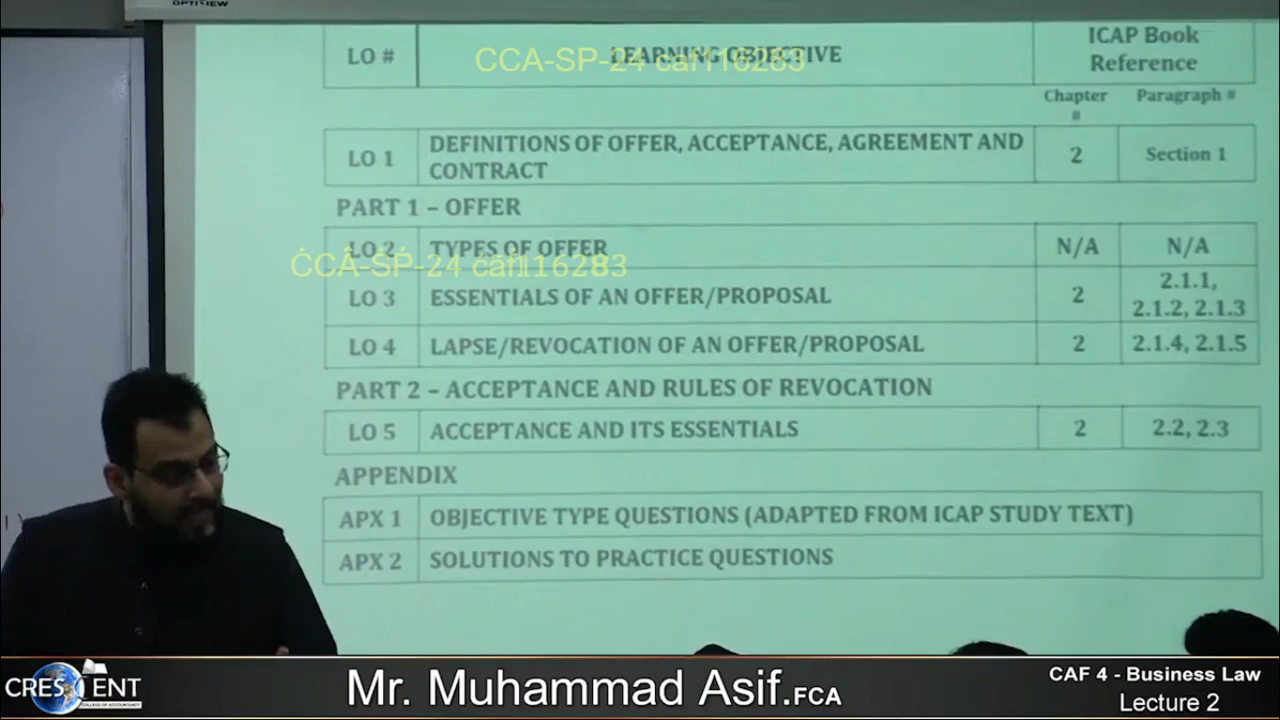 OPTIVIEW
LO #
LEARNING OBJECTIVE
ICAP Book
Reference
CCA-SP-24 caf116283
Chapter
#
Paragraph #
LO 1
DEFINITIONS OF OFFER, ACCEPTANCE, AGREEMENT AND
CONTRACT
2
Section 1
PART 1 – OFFER
LO 2
TYPES OF OFFER
N/A
N/A
CCA-SP-24 caf116283
LO 3
ESSENTIALS OF AN OFFER/PROPOSAL
2
2.1.1,
2.1.2, 2.1.3
LO 4
LAPSE/REVOCATION OF AN OFFER/PROPOSAL
2
2.1.4, 2.1.5
PART 2 – ACCEPTANCE AND RULES OF REVOCATION
LO 5
ACCEPTANCE AND ITS ESSENTIALS
2
2.2, 2.3
APPENDIX
APX 1
OBJECTIVE TYPE QUESTIONS (ADAPTED FROM ICAP STUDY TEXT)
APX 2
SOLUTIONS TO PRACTICE QUESTIONS
CRESCENT
COLLEGE OF ACCOUNTANCY
Mr. Muhammad Asif.FCA
CAF 4 - Business Law
Lecture 2